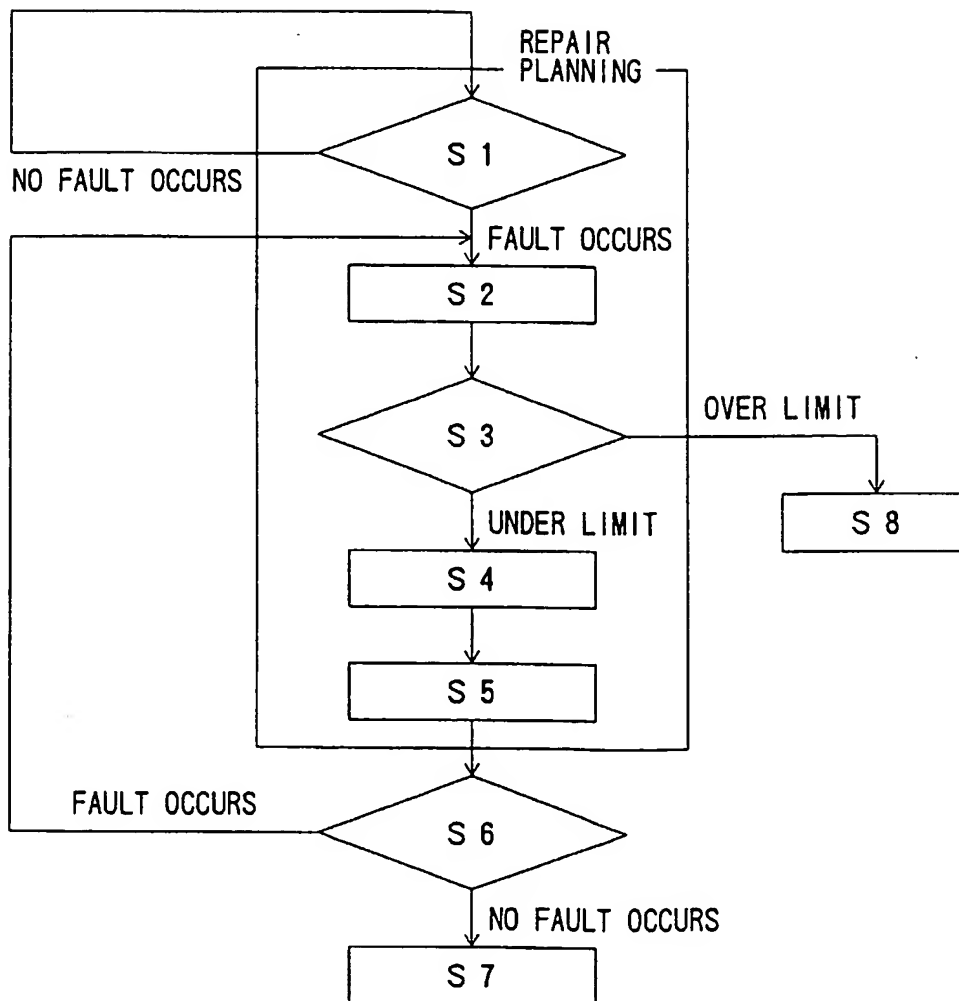 REPAIR
PLANNING
S 1
NO FAULT OCCURS
FAULT OCCURS
S 2
S 3
OVER LIMIT
UNDER LIMIT
S 8
S 4
S 5
FAULT OCCURS
S 6
NO FAULT OCCURS
S 7